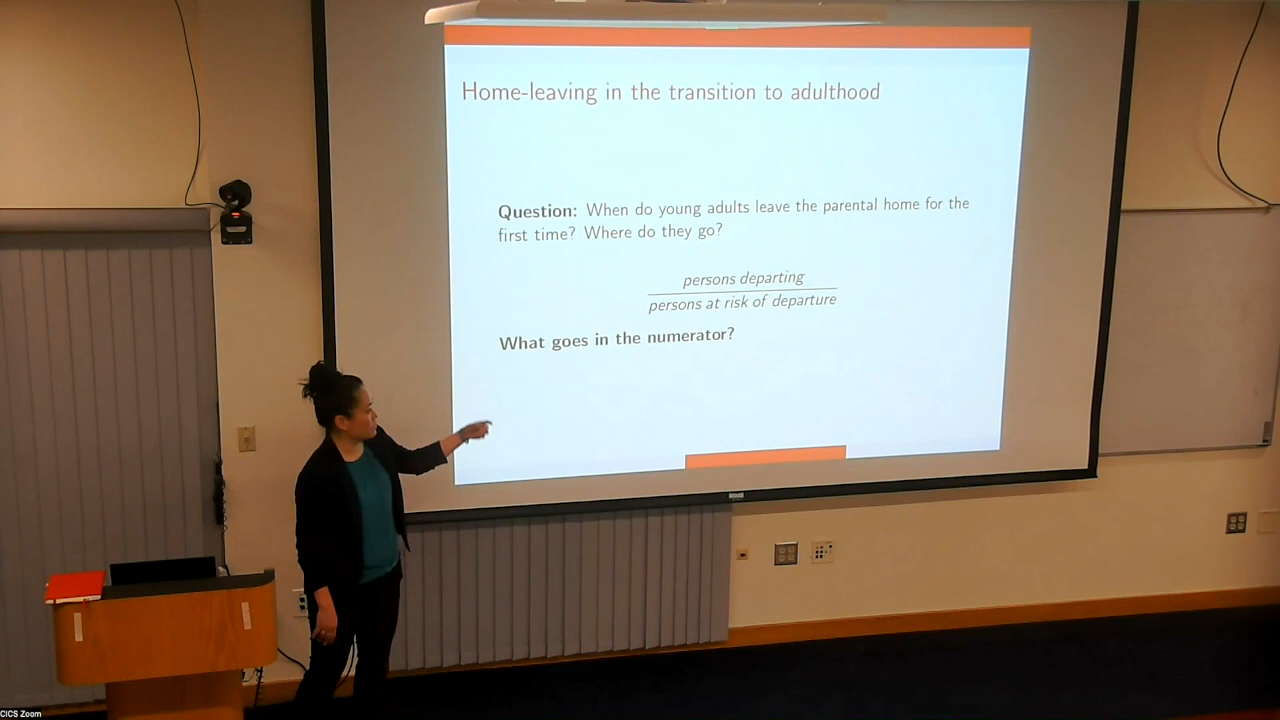 Home-leaving in the transition to adulthood
Question: When do young adults leave the parental home for the
first time? Where do they go?
persons departing
persons at risk of departure
What goes in the numerator?
CICS Zoom